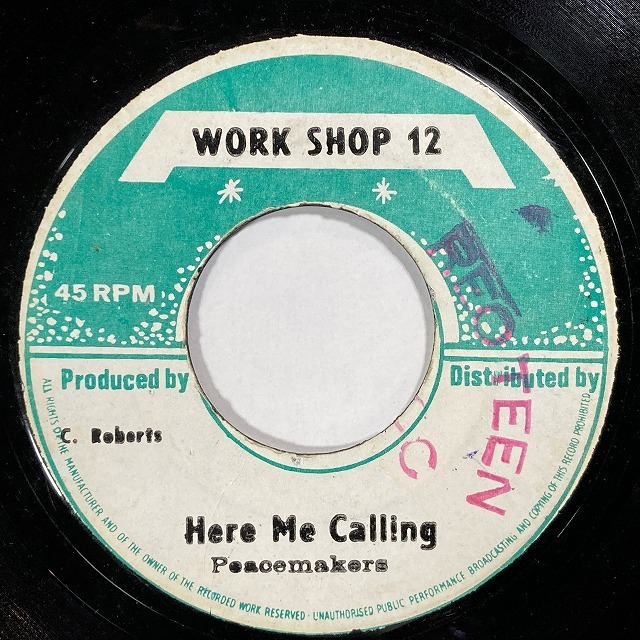 WORK SHOP 12
45 RPM
Produced by
Distributed by
C. Roberts
TEEN
Here Me Calling
Peacemakers
ALL RIGHTS OF THE MANUFACTURER AND OF THE OWNER OF THE RECORDED WORK RESERVED · UNAUTHORISED PUBLIC PERFORMANCE BROADCASTING AND COPYING OF THIS RECORD PROHIBITED